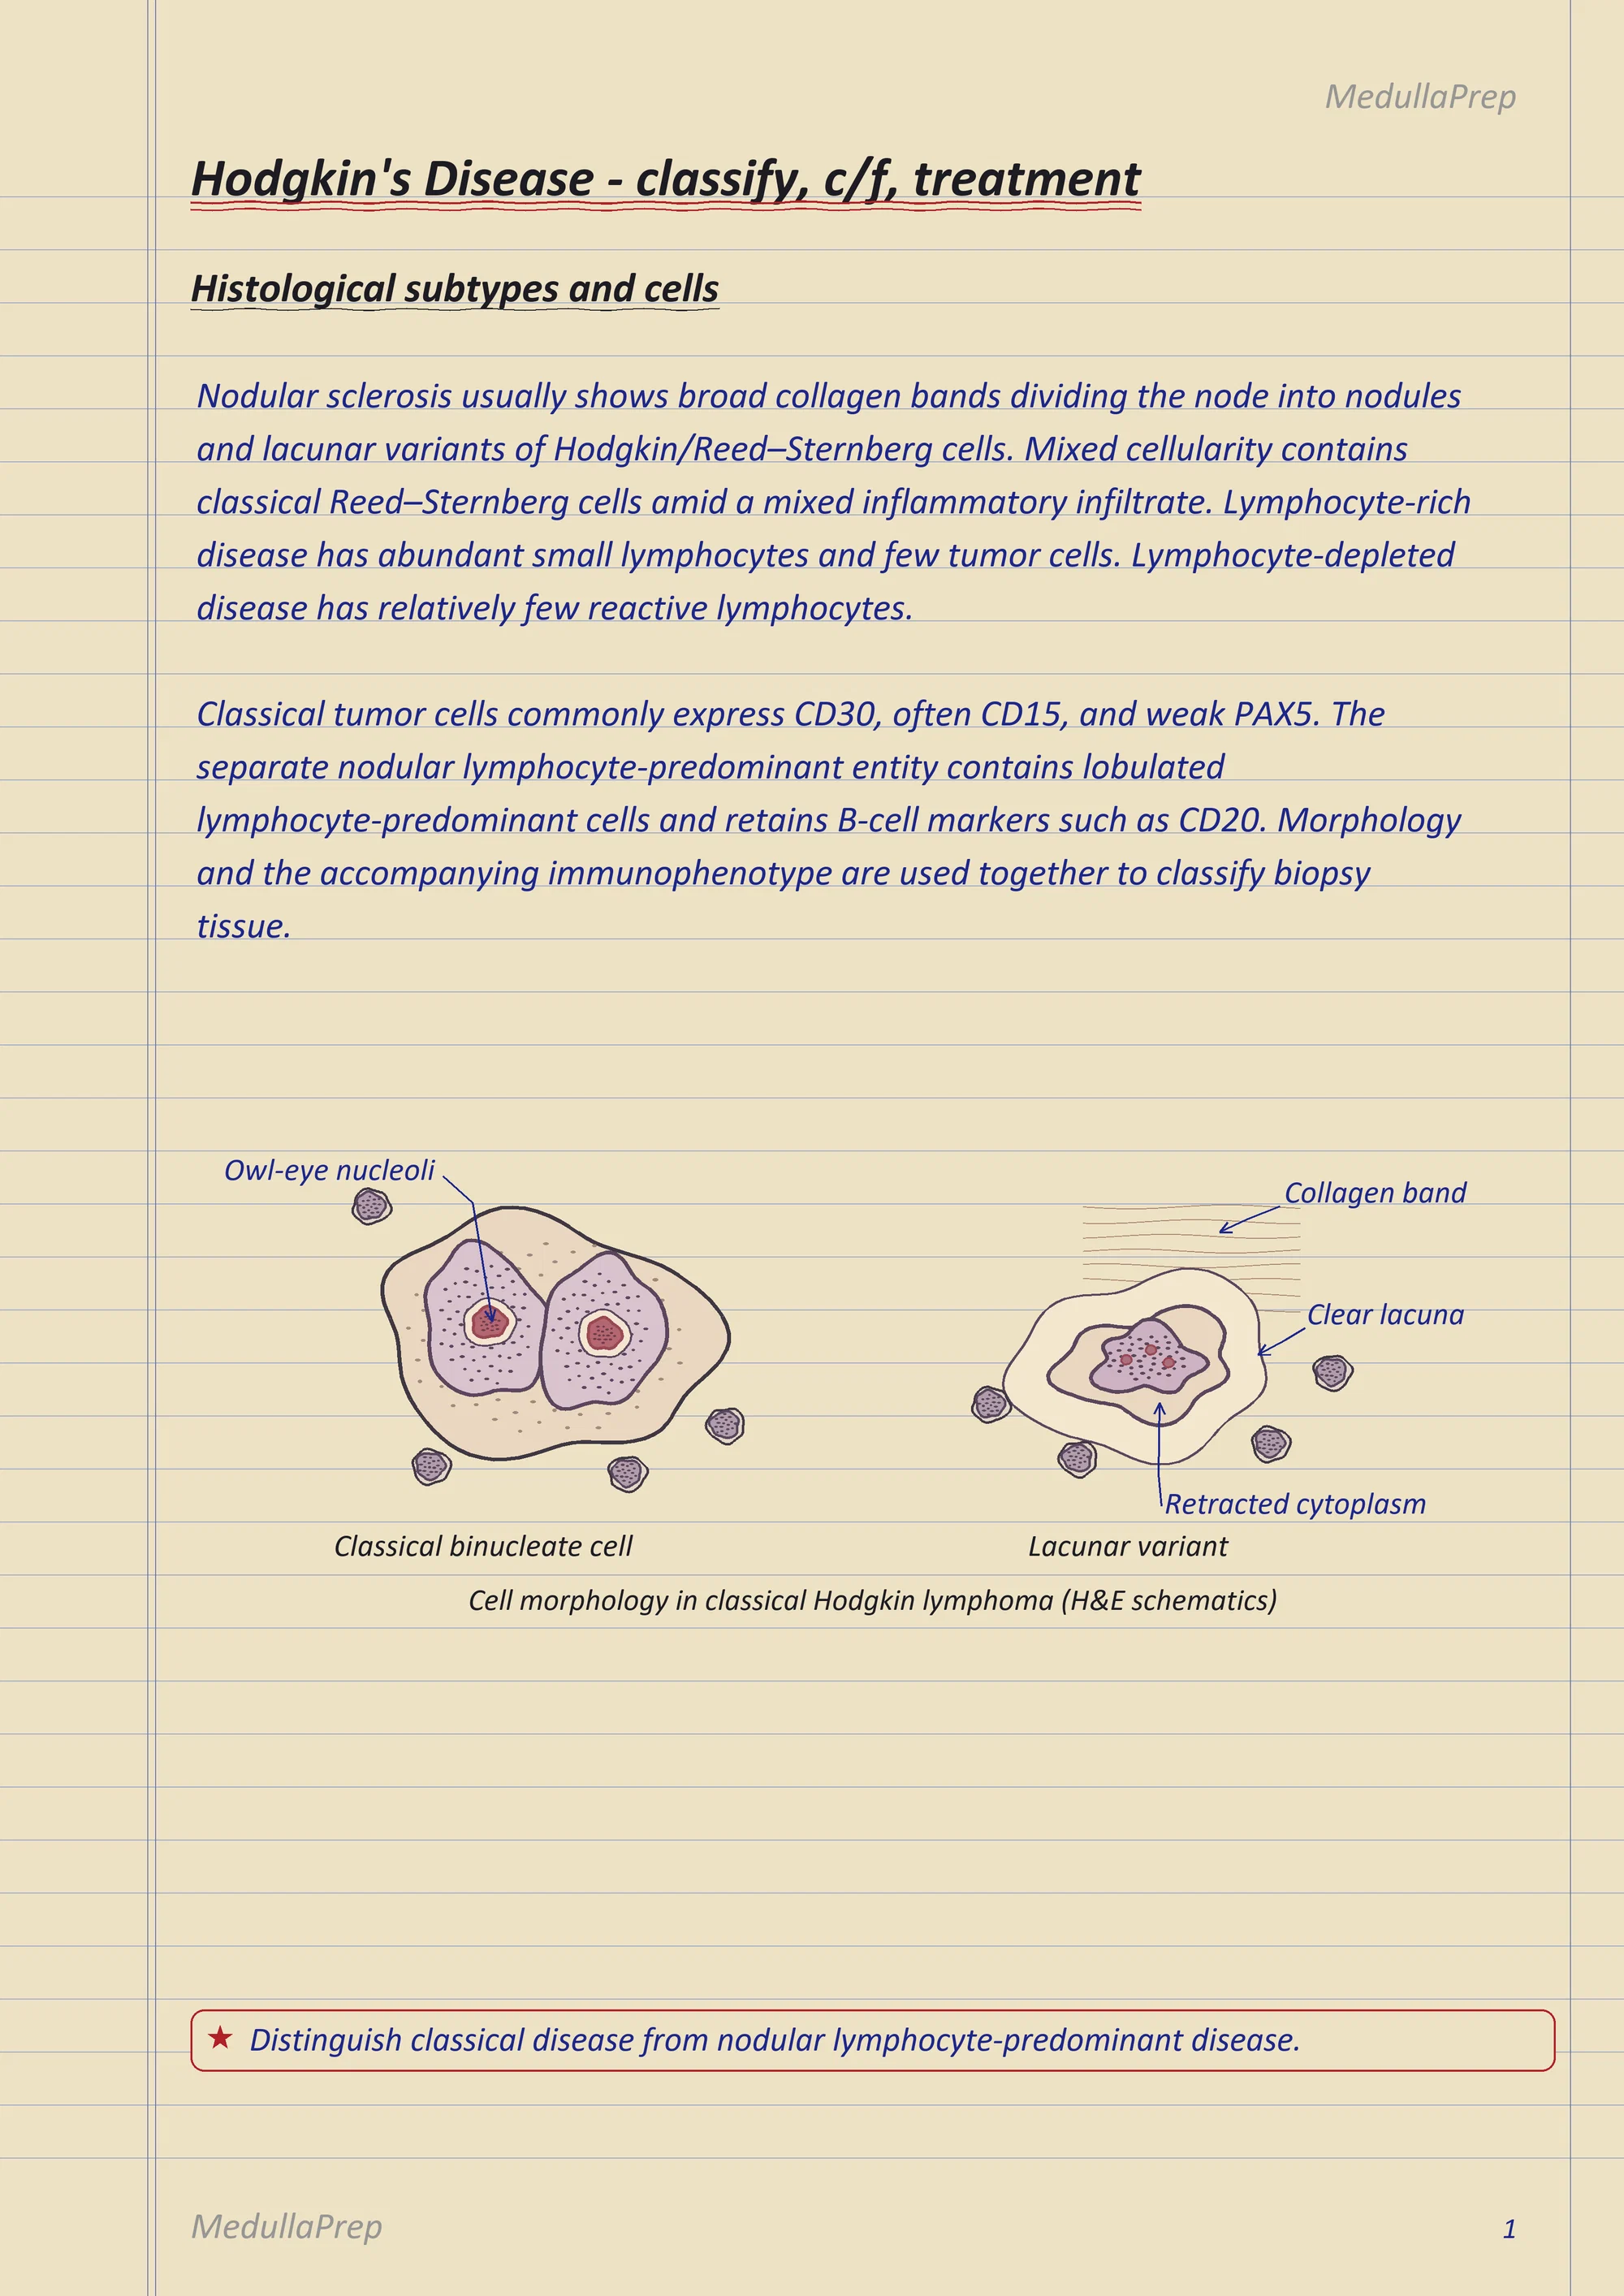 MedullaPrep
Hodgkin's Disease - classify, c/f, treatment
Histological subtypes and cells
Nodular sclerosis usually shows broad collagen bands dividing the node into nodules
and lacunar variants of Hodgkin/Reed–Sternberg cells. Mixed cellularity contains
classical Reed–Sternberg cells amid a mixed inflammatory infiltrate. Lymphocyte-rich
disease has abundant small lymphocytes and few tumor cells. Lymphocyte-depleted
disease has relatively few reactive lymphocytes.
Classical tumor cells commonly express CD30, often CD15, and weak PAX5. The
separate nodular lymphocyte-predominant entity contains lobulated
lymphocyte-predominant cells and retains B-cell markers such as CD20. Morphology
and the accompanying immunophenotype are used together to classify biopsy
tissue.
Owl-eye nucleoli
Collagen band
Clear lacuna
Retracted cytoplasm
Classical binucleate cell
Lacunar variant
Cell morphology in classical Hodgkin lymphoma (H&E schematics)
★ Distinguish classical disease from nodular lymphocyte-predominant disease.
MedullaPrep
1